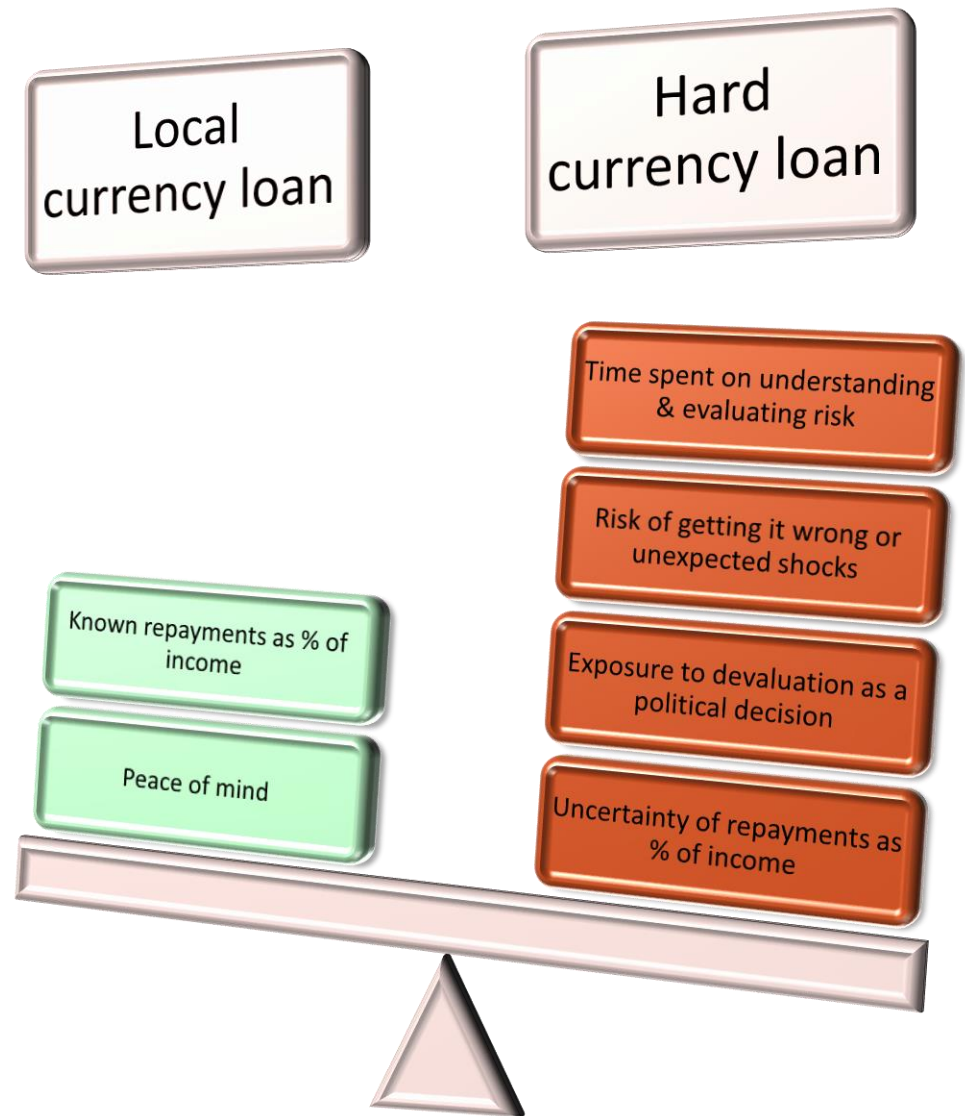 Local
currency loan
Hard
currency loan
Known repayments as % of
income
Peace of mind
Time spent on understanding
& evaluating risk
Risk of getting it wrong or
unexpected shocks
Exposure to devaluation as a
political decision
Uncertainty of repayments as
% of income